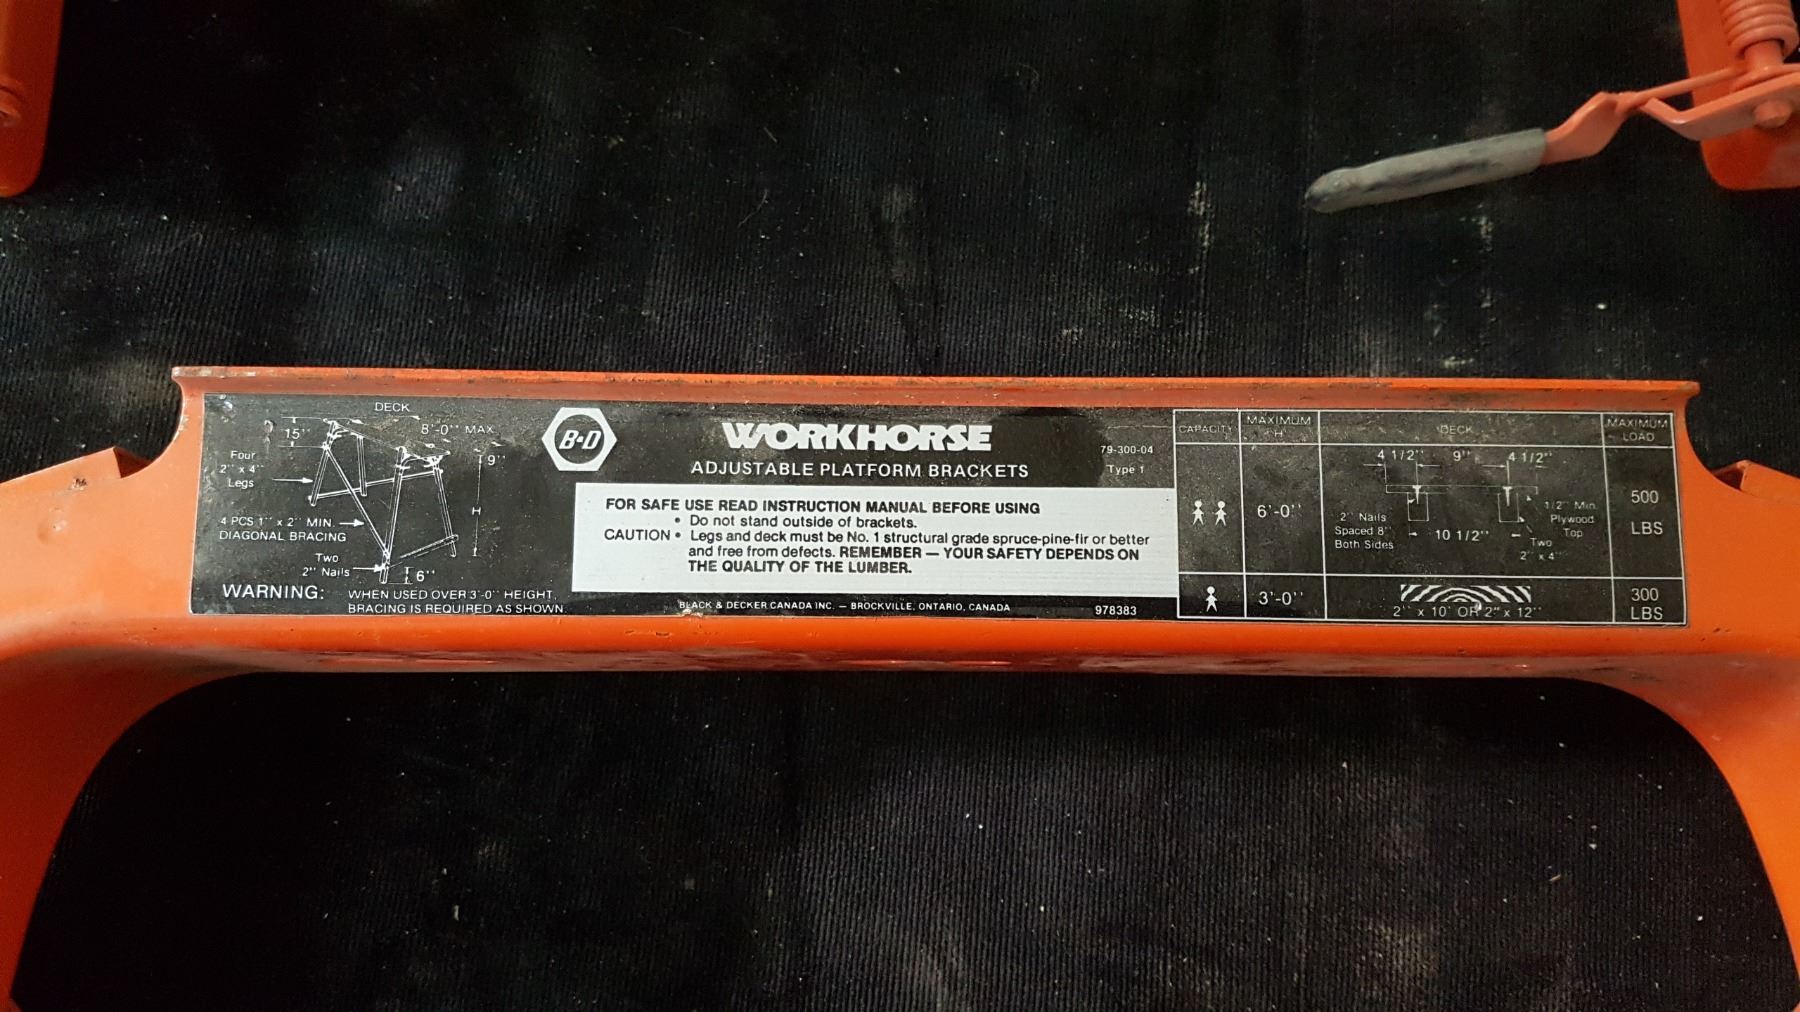 DECK
15"
8'-0" MAX.
9"
Four
2" x 4"
Legs
H
4 PCS 1" x 2" MIN.
DIAGONAL BRACING
Two
2" Nails
6"
WARNING: WHEN USED OVER 3'-0" HEIGHT,
BRACING IS REQUIRED AS SHOWN.
B&D
WORKHORSE
ADJUSTABLE PLATFORM BRACKETS
79-300-04
Type 1
FOR SAFE USE READ INSTRUCTION MANUAL BEFORE USING
• Do not stand outside of brackets.
CAUTION • Legs and deck must be No. 1 structural grade spruce-pine-fir or better
and free from defects. REMEMBER — YOUR SAFETY DEPENDS ON
THE QUALITY OF THE LUMBER.
BLACK & DECKER CANADA INC. — BROCKVILLE, ONTARIO, CANADA
978383
CAPACITY
MAXIMUM
"H"
DECK
MAXIMUM
LOAD
6'-0"
4 1/2" 9" 4 1/2"
2" Nails
Spaced 8"
Both Sides
10 1/2"
1/2" Min.
Plywood
Top
Two
2" x 4"
500
LBS
3'-0"
2" x 10" OR 2" x 12"
300
LBS